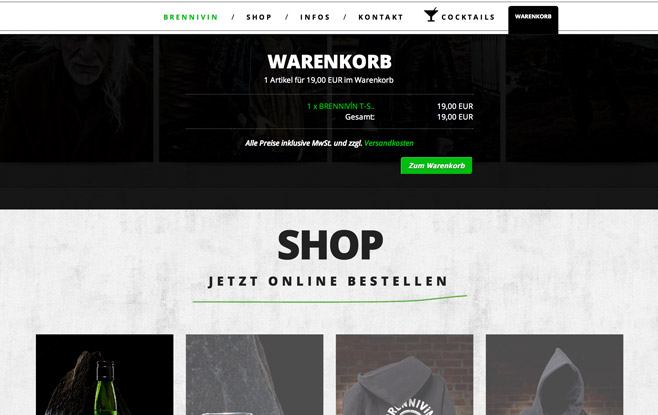 BRENNIVIN / SHOP / INFOS / KONTAKT COCKTAILS WARENKORB
WARENKORB
1 Artikel für 19,00 EUR im Warenkorb
1 x BRENNIVÍN T-S.. 19,00 EUR
Gesamt: 19,00 EUR
Alle Preise inklusive MwSt. und zzgl. Versandkosten
Zum Warenkorb
SHOP
JETZT ONLINE BESTELLEN
BRENNIVIN